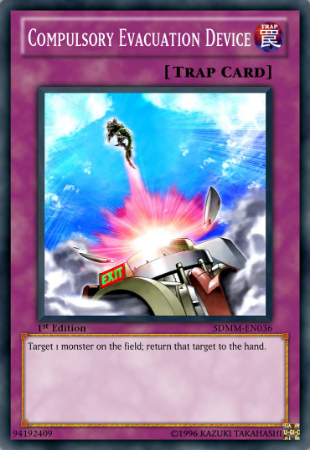 COMPULSORY EVACUATION DEVICE
TRAP
罠
[TRAP CARD]
EXIT
1st Edition
SDMM-EN036
Target 1 monster on the field; return that target to the hand.
94192409
©1996 KAZUKI TAKAHASHI